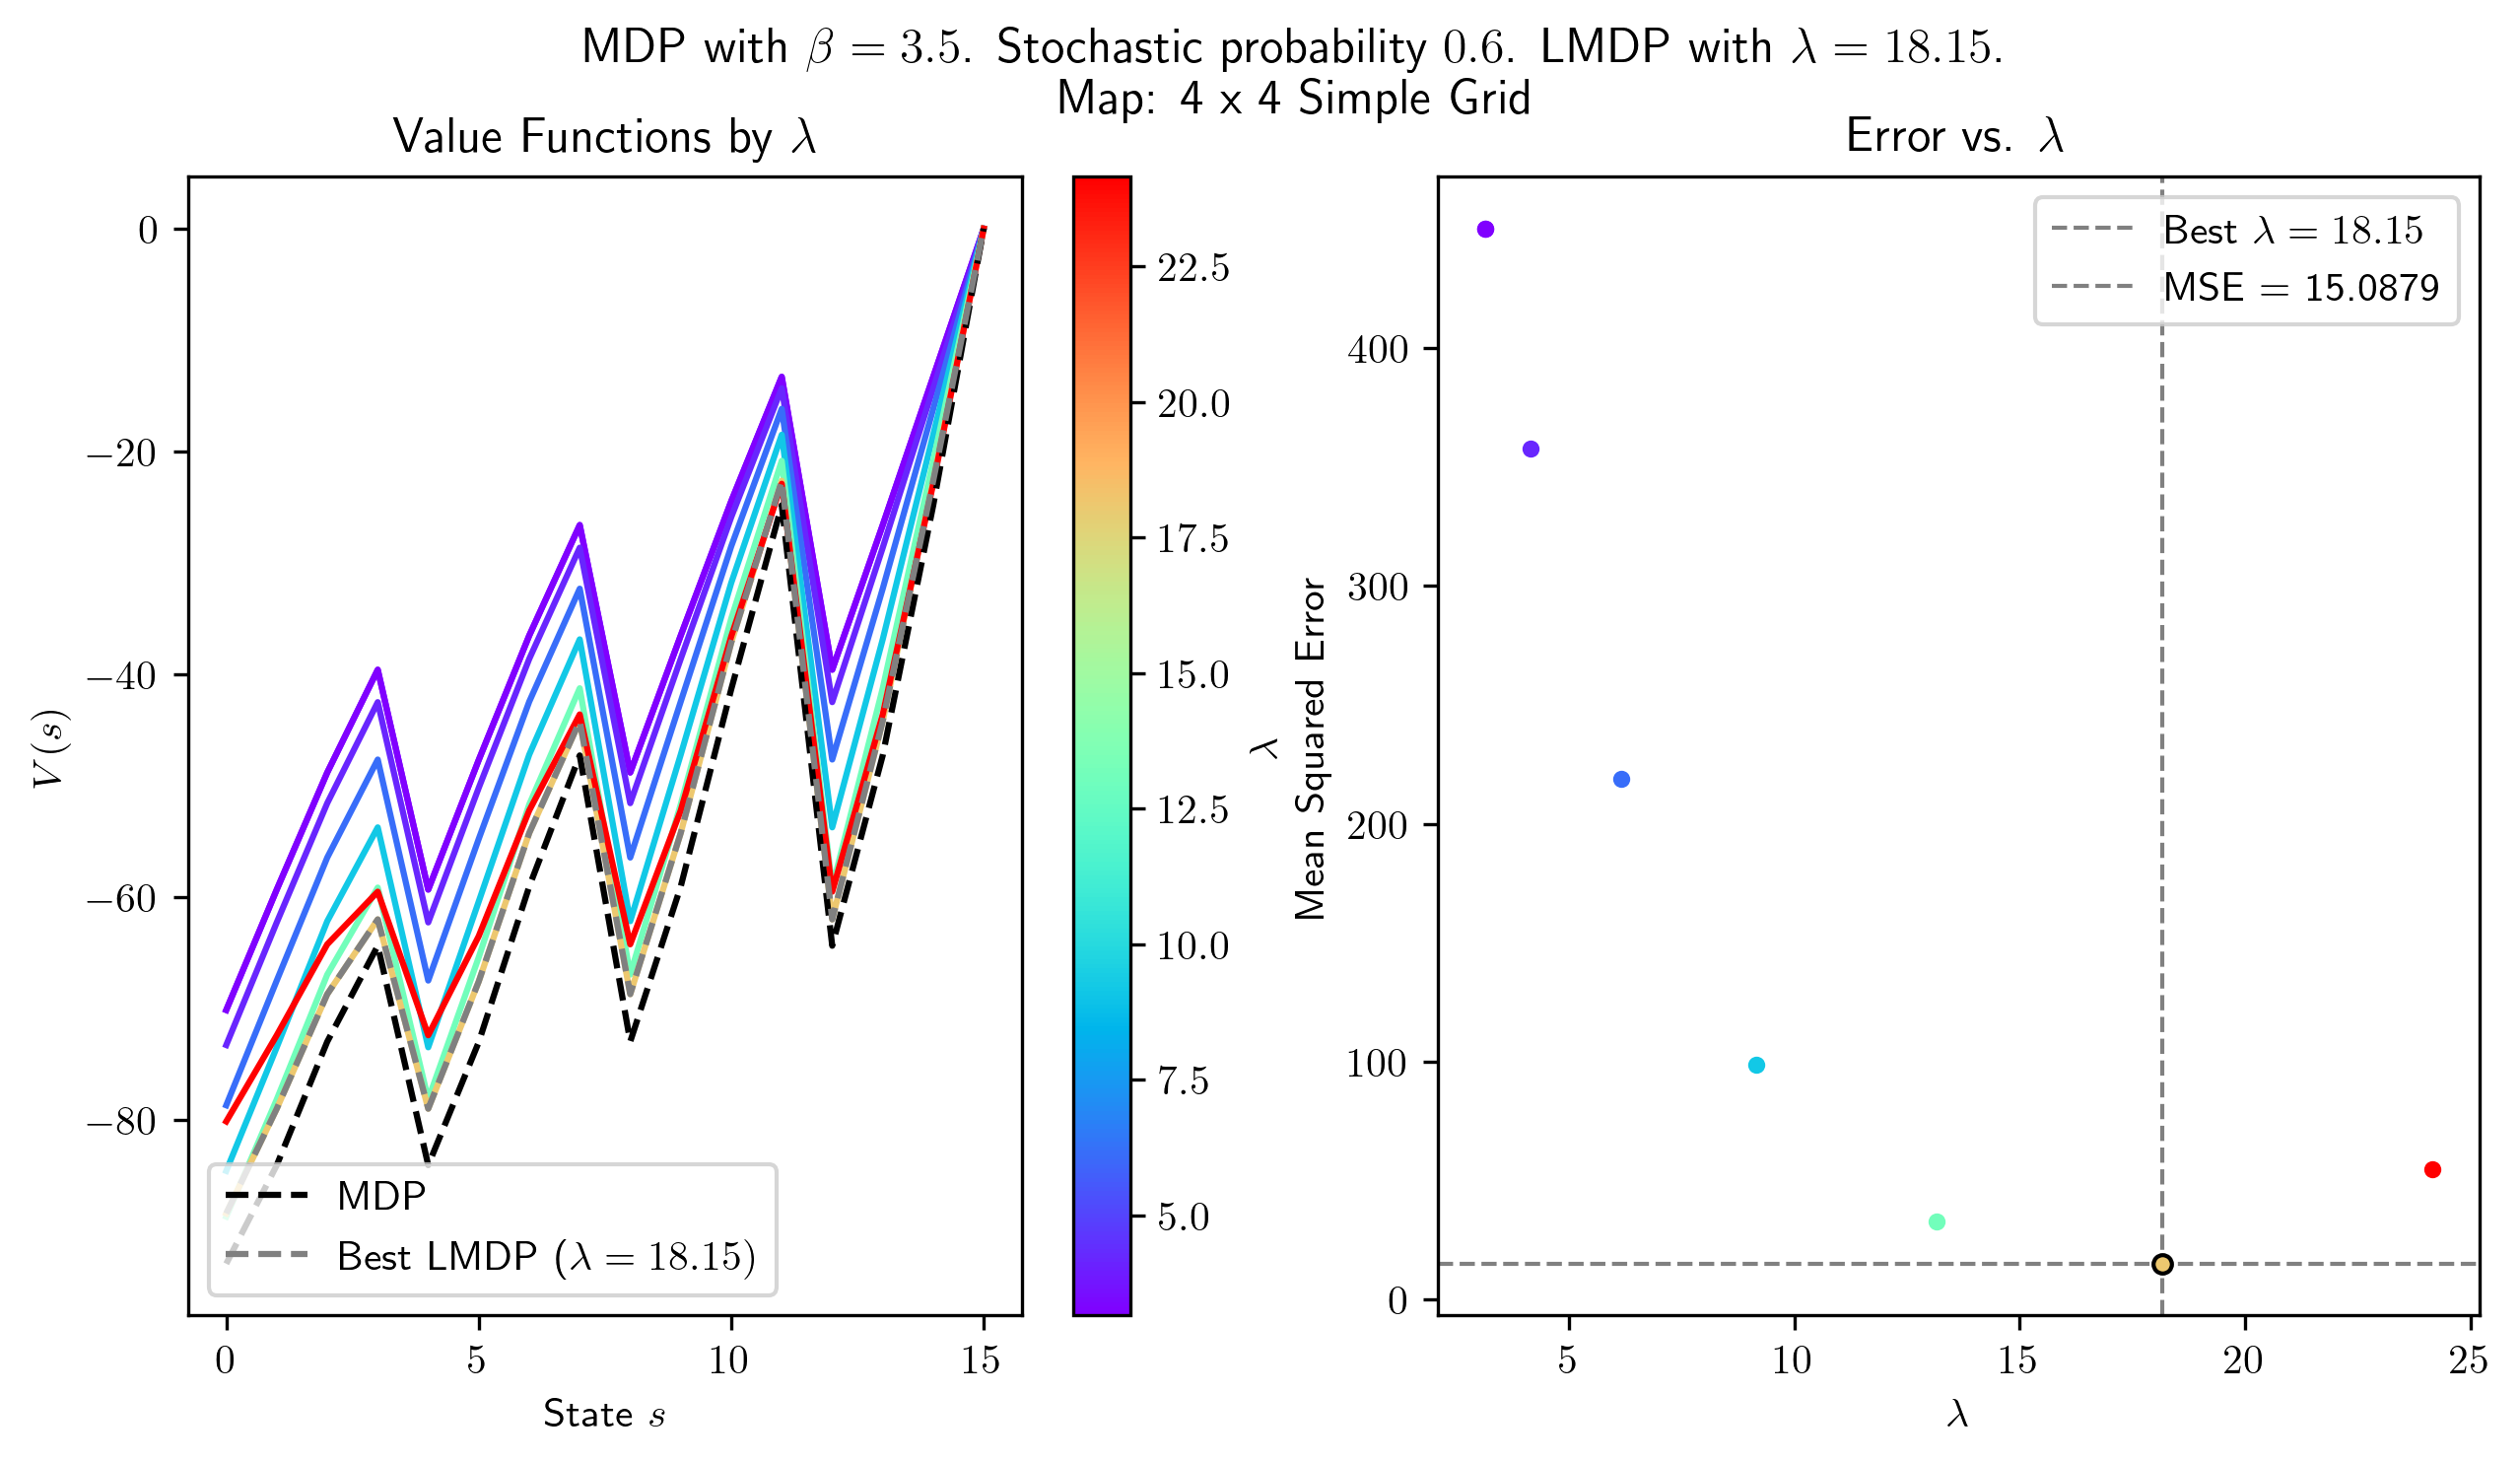 MDP with β = 3.5. Stochastic probability 0.6. LMDP with λ = 18.15.
Map: 4 x 4 Simple Grid
Value Functions by λ
0
−20
−40
−60
−80
V(s)
0 5 10 15
State s
MDP
Best LMDP (λ = 18.15)
22.5
20.0
17.5
15.0
12.5
10.0
7.5
5.0
λ
Error vs. λ
400
300
200
100
0
Mean Squared Error
5 10 15 20 25
λ
Best λ = 18.15
MSE = 15.0879